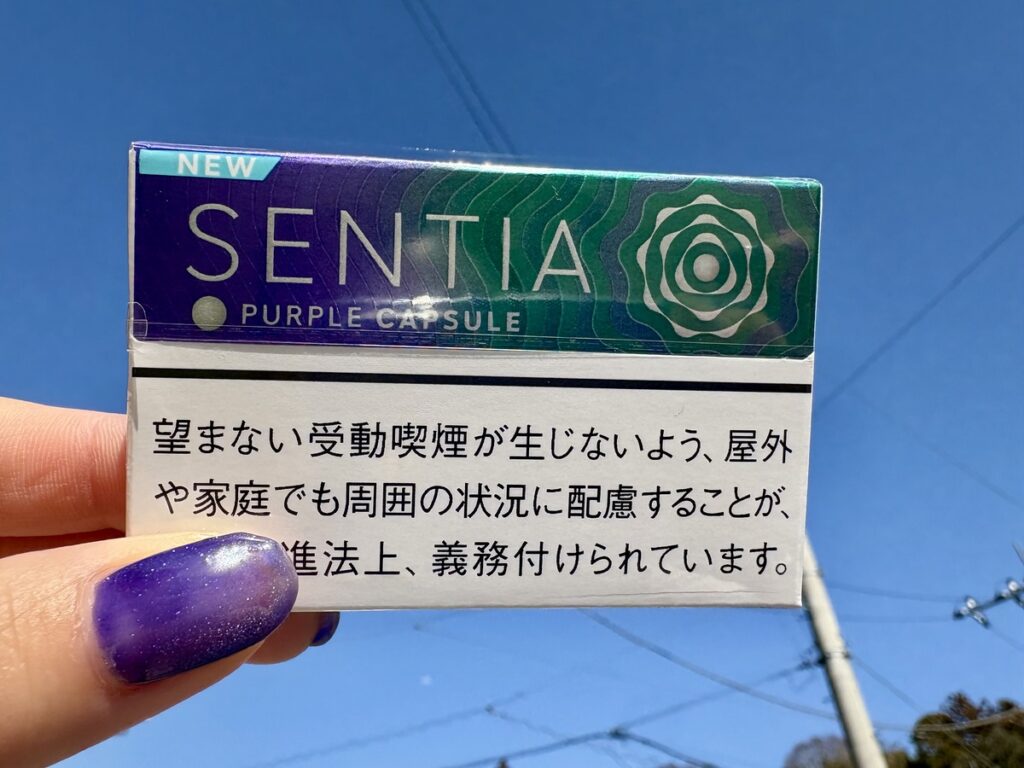 NEW
SENTIA
PURPLE CAPSULE
望まない受動喫煙が生じないよう、屋外
や家庭でも周囲の状況に配慮することが、
進法上、義務付けられています。